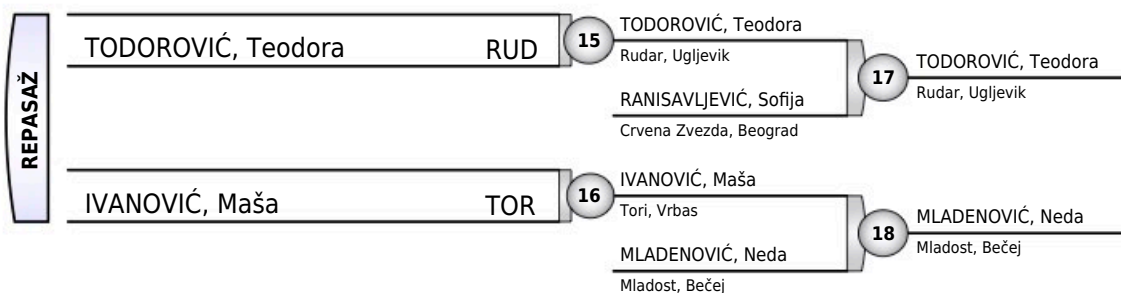 REPASAŽ
TODOROVIĆ, Teodora RUD
15
TODOROVIĆ, Teodora
Rudar, Ugljevik
RANISAVLJEVIĆ, Sofija
Crvena Zvezda, Beograd
17
TODOROVIĆ, Teodora
Rudar, Ugljevik
IVANOVIĆ, Maša TOR
16
IVANOVIĆ, Maša
Tori, Vrbas
MLADENOVIĆ, Neda
Mladost, Bečej
18
MLADENOVIĆ, Neda
Mladost, Bečej